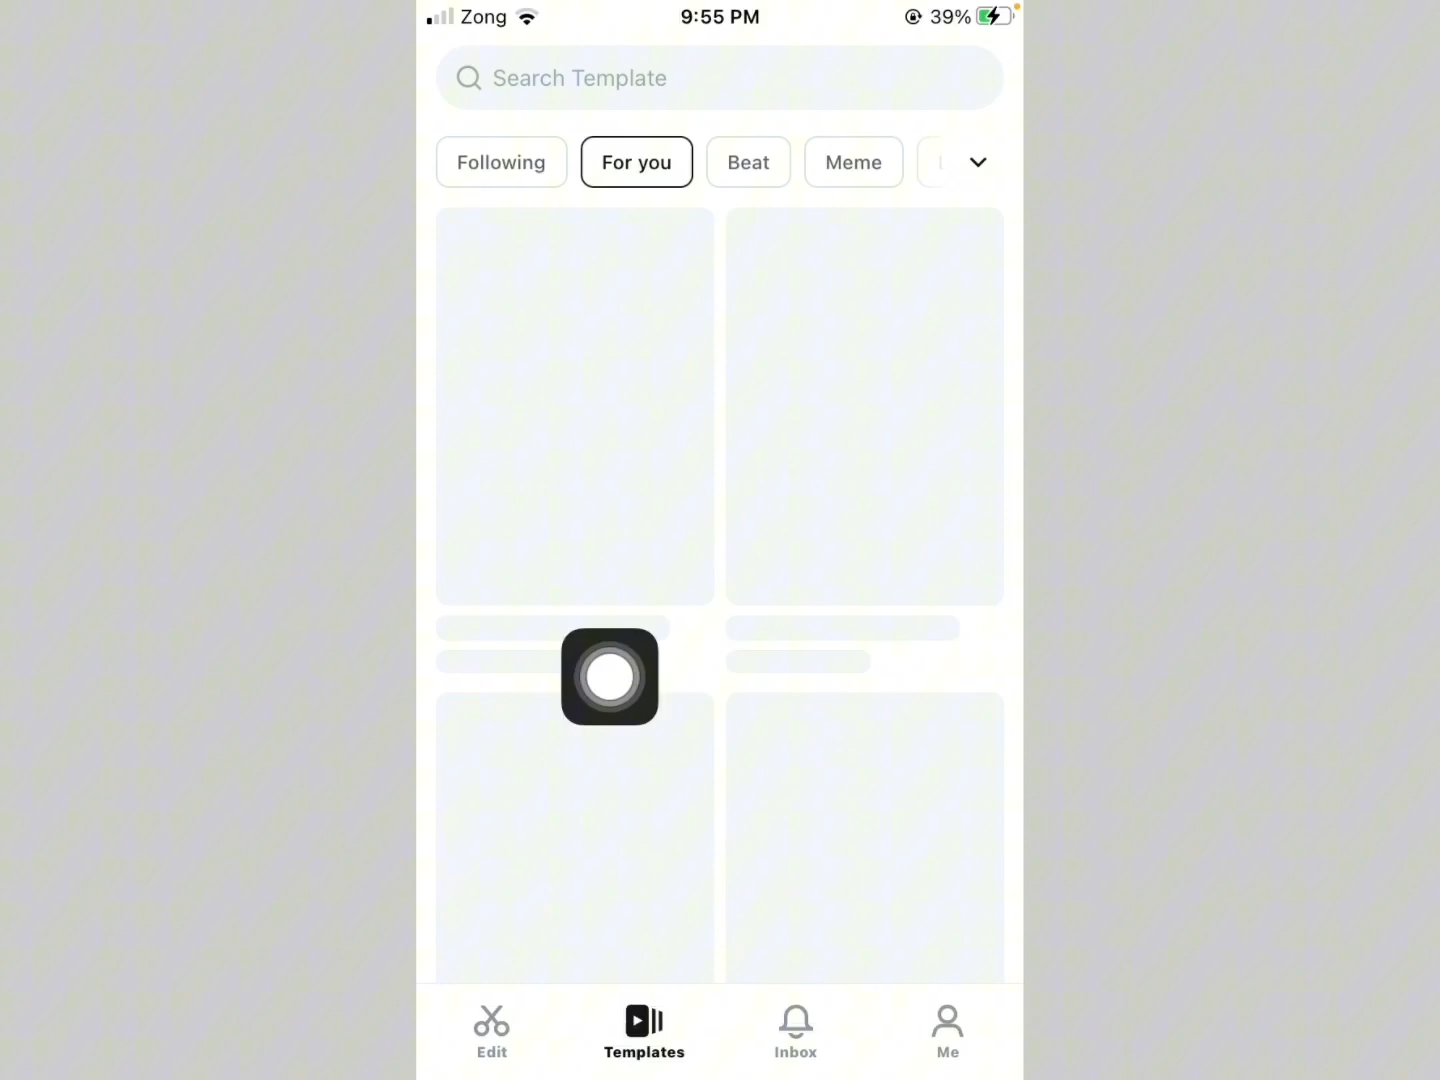 Zong 9:55 PM 39%
Search Template
Following For you Beat Meme
Edit Templates Inbox Me